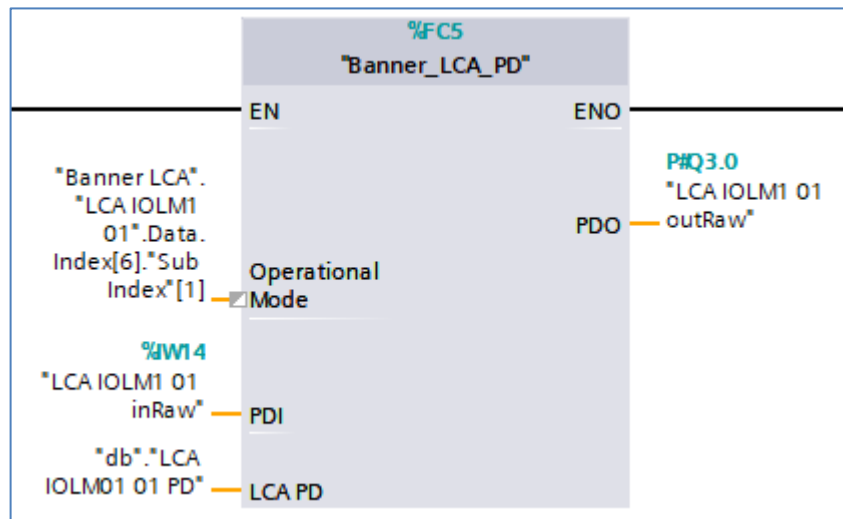 %FC5
"Banner_LCA_PD"
EN
ENO
"Banner LCA".
"LCA IOLM1
01".Data.
Index[6]."Sub
Index"[1]
Operational
Mode
P#Q3.0
"LCA IOLM1 01
outRaw"
PDO
%IW14
"LCA IOLM1 01
inRaw"
PDI
"db"."LCA
IOLM01 01 PD"
LCA PD